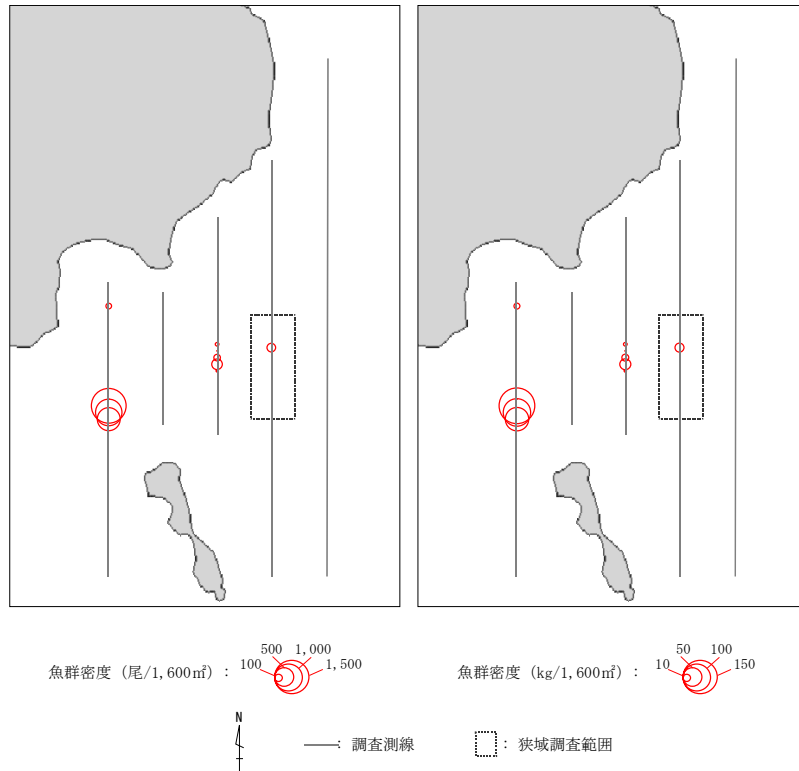 魚群密度 (尾/1,600㎡) : 100 500 1,000 1,500
魚群密度 (kg/1,600㎡) : 10 50 100 150
N
: 調査測線
: 狭域調査範囲